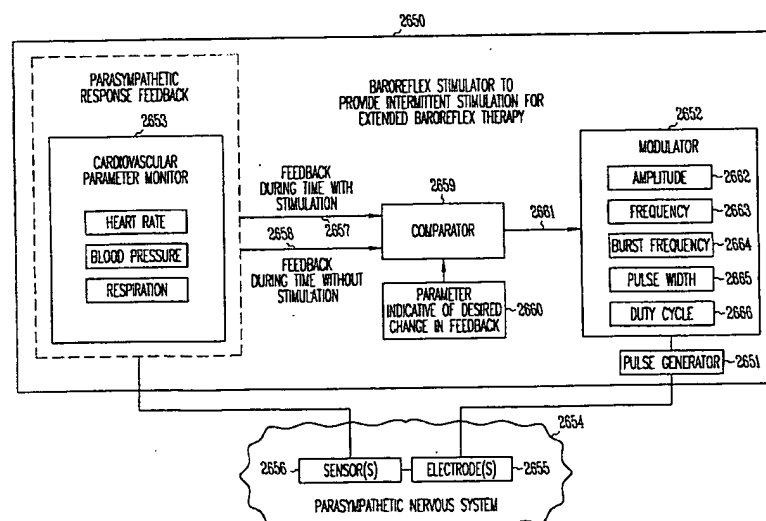 2650
PARASYMPATHETIC
RESPONSE FEEDBACK
2653
CARDIOVASCULAR
PARAMETER MONITOR
HEART RATE
BLOOD PRESSURE
RESPIRATION
BAROREFLEX STIMULATOR TO
PROVIDE INTERMITTENT STIMULATION FOR
EXTENDED BAROREFLEX THERAPY
FEEDBACK
DURING TIME WITH
STIMULATION
2657
2658
FEEDBACK
DURING TIME WITHOUT
STIMULATION
2659
COMPARATOR
PARAMETER
INDICATIVE OF DESIRED
CHANGE IN FEEDBACK
2660
2661
2652
MODULATOR
AMPLITUDE
2662
FREQUENCY
2663
BURST FREQUENCY
2664
PULSE WIDTH
2665
DUTY CYCLE
2666
PULSE GENERATOR
2651
2654
2656
SENSOR(S)
ELECTRODE(S)
2655
PARASYMPATHETIC NERVOUS SYSTEM